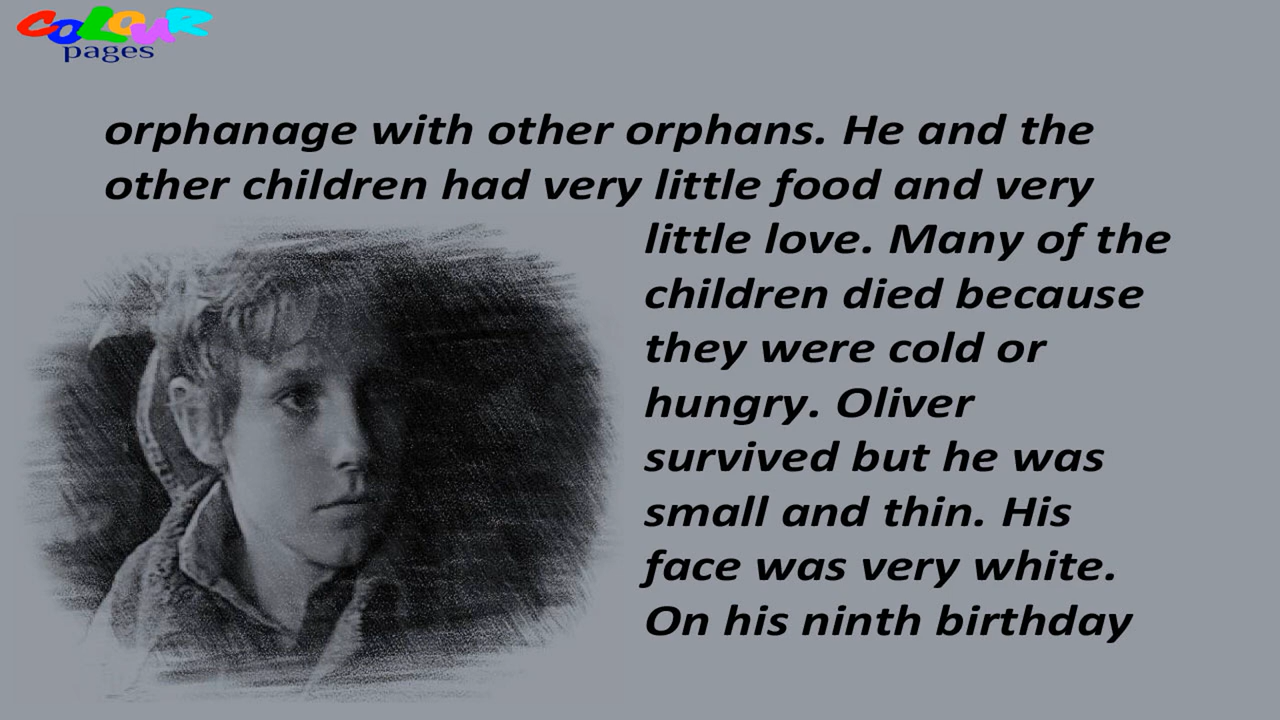 COLOUR
pages
orphanage with other orphans. He and the
other children had very little food and very
little love. Many of the
children died because
they were cold or
hungry. Oliver
survived but he was
small and thin. His
face was very white.
On his ninth birthday